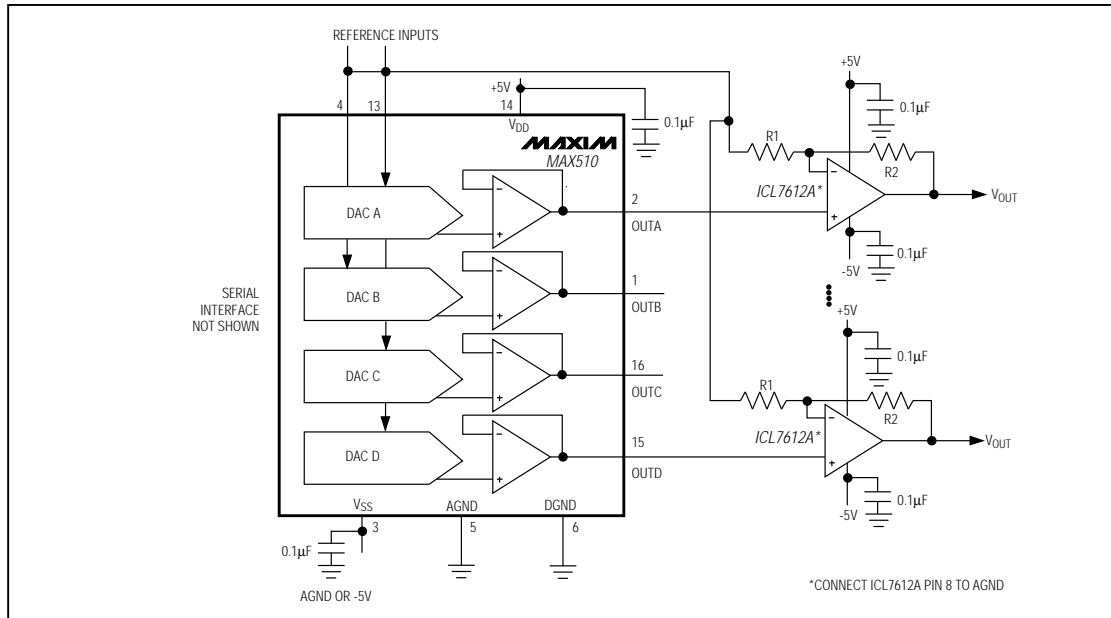 REFERENCE INPUTS
+5V
4
13
+5V
14
VDD
0.1µF
0.1µF
MAXIM
MAX510
R1
R2
ICL7612A*
DAC A
2
OUTA
VOUT
0.1µF
-5V
DAC B
1
OUTB
SERIAL
INTERFACE
NOT SHOWN
+5V
0.1µF
DAC C
16
OUTC
R1
R2
ICL7612A*
DAC D
15
OUTD
VOUT
0.1µF
-5V
VSS
AGND
DGND
3
5
6
0.1µF
AGND OR -5V
*CONNECT ICL7612A PIN 8 TO AGND